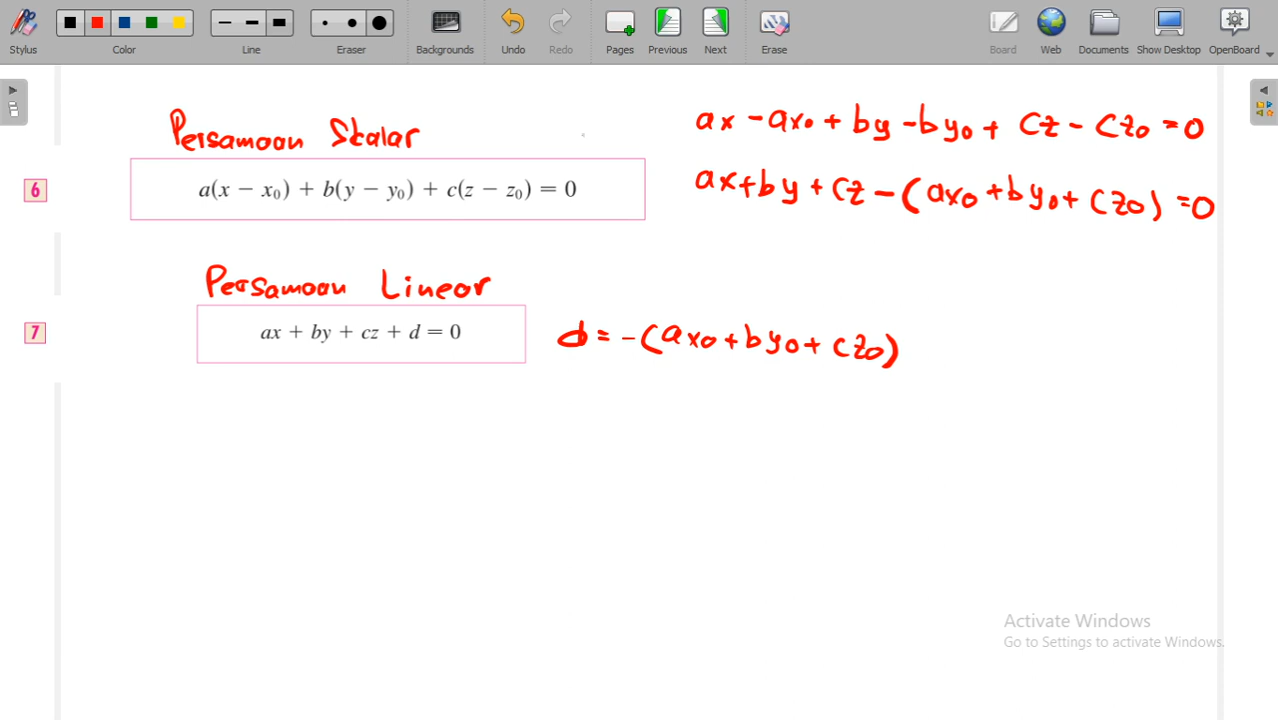 Stylus Color Line Eraser Backgrounds Undo Redo Pages Previous Next Erase Board Web Documents Show Desktop OpenBoard
Persamaan Skalar
6 a(x − x₀) + b(y − y₀) + c(z − z₀) = 0
ax - ax₀ + by - by₀ + cz - cz₀ = 0
ax + by + cz - (ax₀ + by₀ + cz₀) = 0
Persamaan Linear
7 ax + by + cz + d = 0
d = -(ax₀ + by₀ + cz₀)
Activate Windows
Go to Settings to activate Windows.